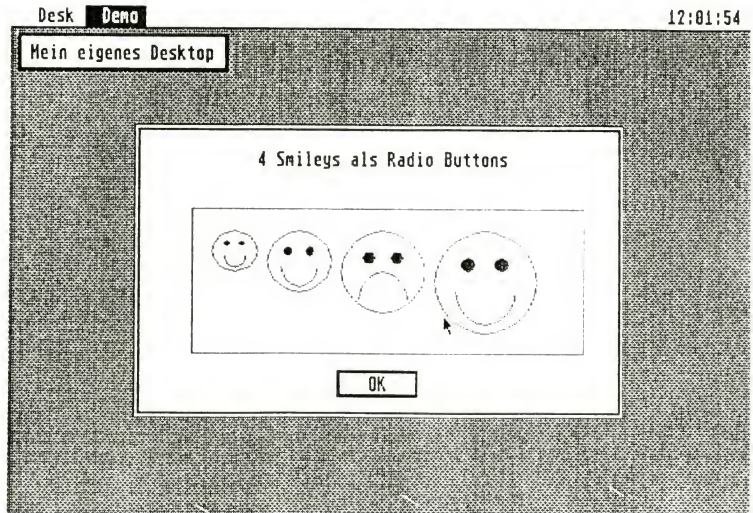 Desk Demo 12:01:54
Mein eigenes Desktop
4 Smileys als Radio Buttons
OK